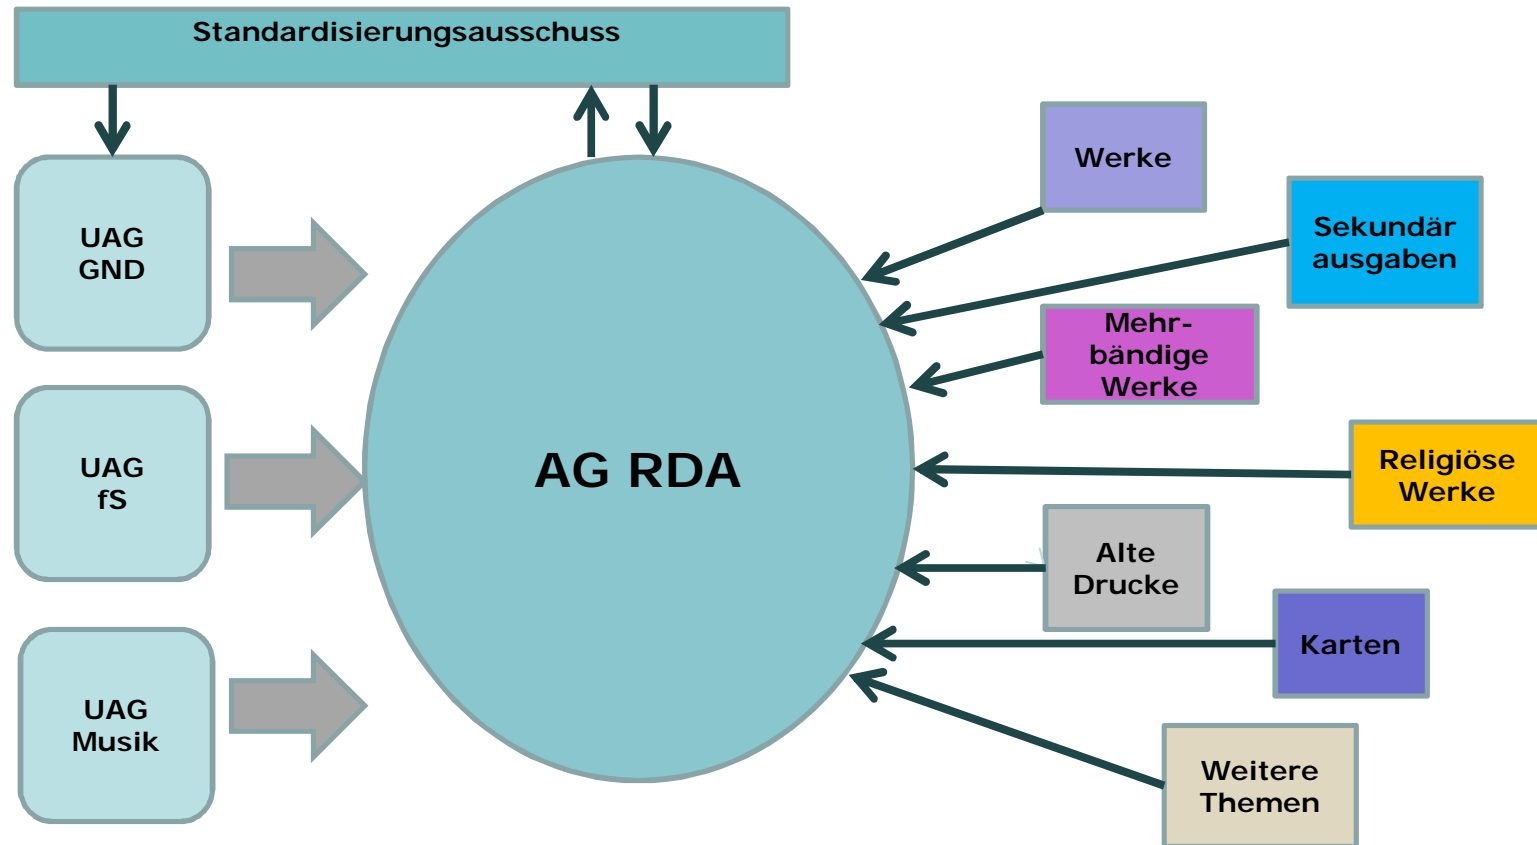 Standardisierungsausschuss
UAG
GND
UAG
fS
UAG
Musik
AG RDA
Werke
Sekundär
ausgaben
Mehr-
bändige
Werke
Religiöse
Werke
Alte
Drucke
Karten
Weitere
Themen